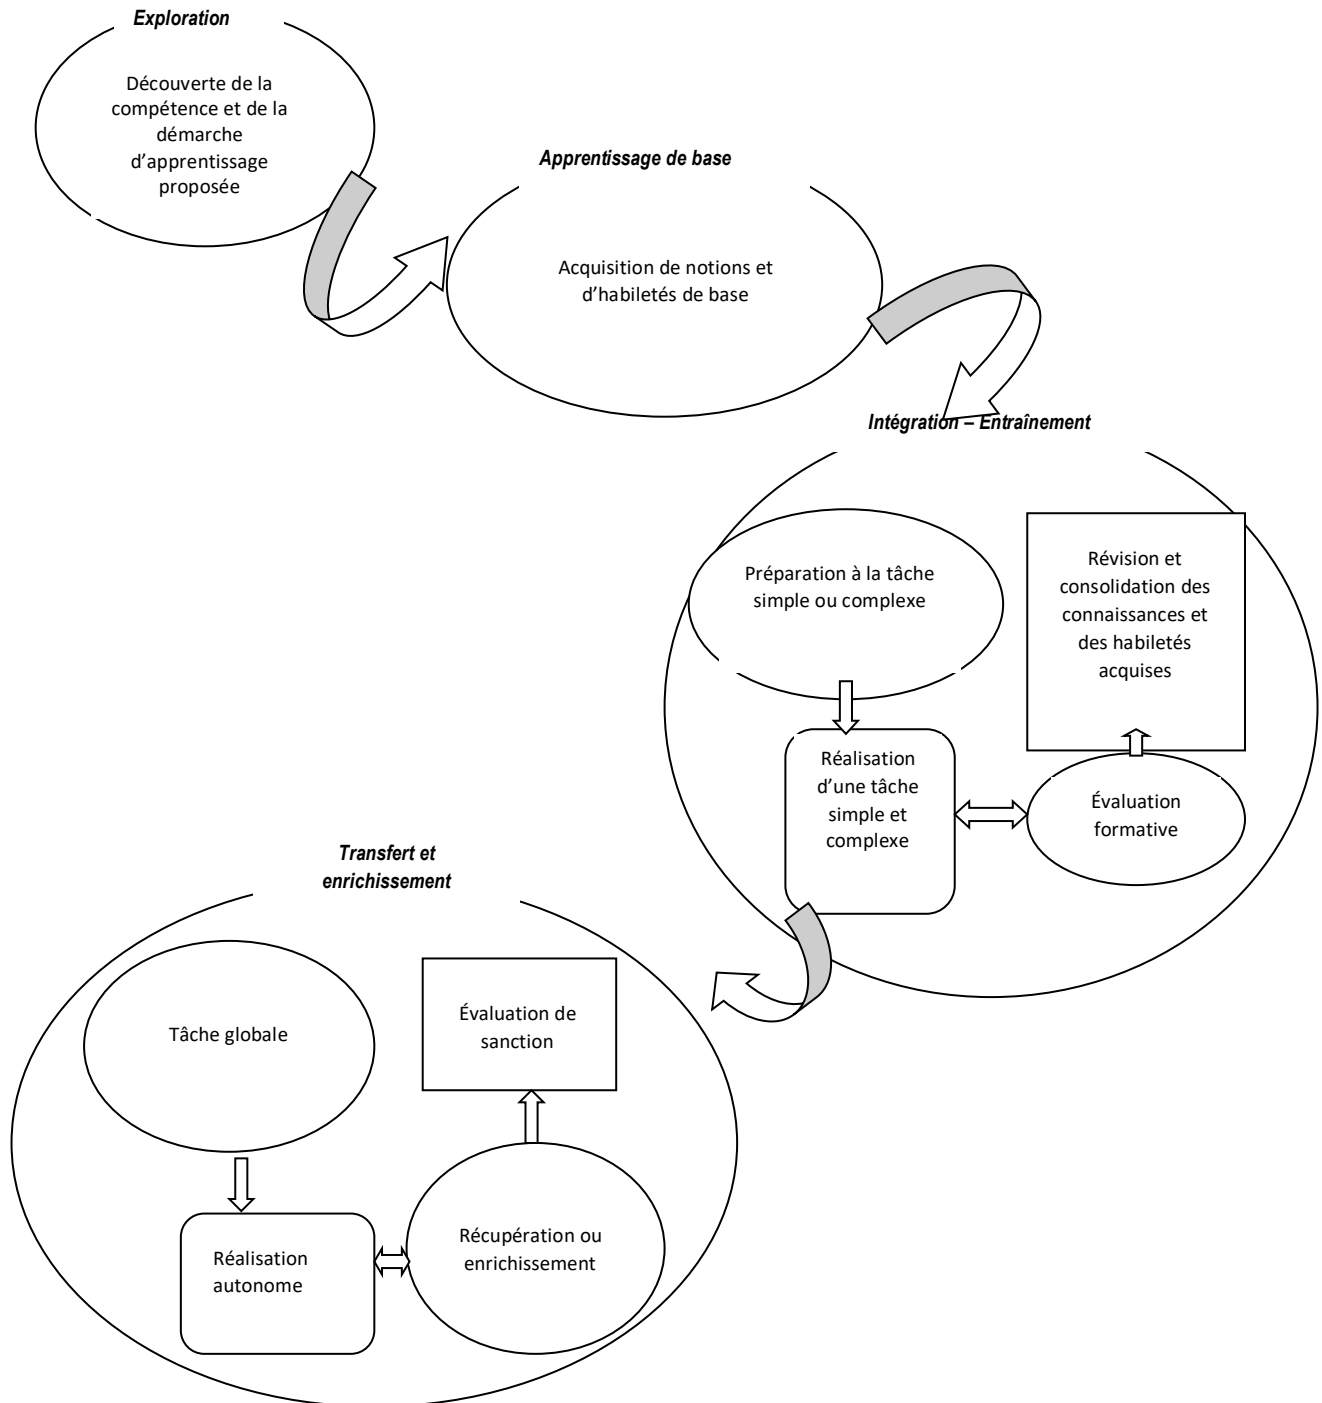 Exploration
Découverte de la
compétence et de la
démarche
d’apprentissage
proposée
Apprentissage de base
Acquisition de notions et
d’habiletés de base
Intégration – Entraînement
Préparation à la tâche
simple ou complexe
Révision et
consolidation des
connaissances et
des habiletés
acquises
Réalisation
d’une tâche
simple et
complexe
Évaluation
formative
Transfert et
enrichissement
Tâche globale
Évaluation de
sanction
Réalisation
autonome
Récupération ou
enrichissement